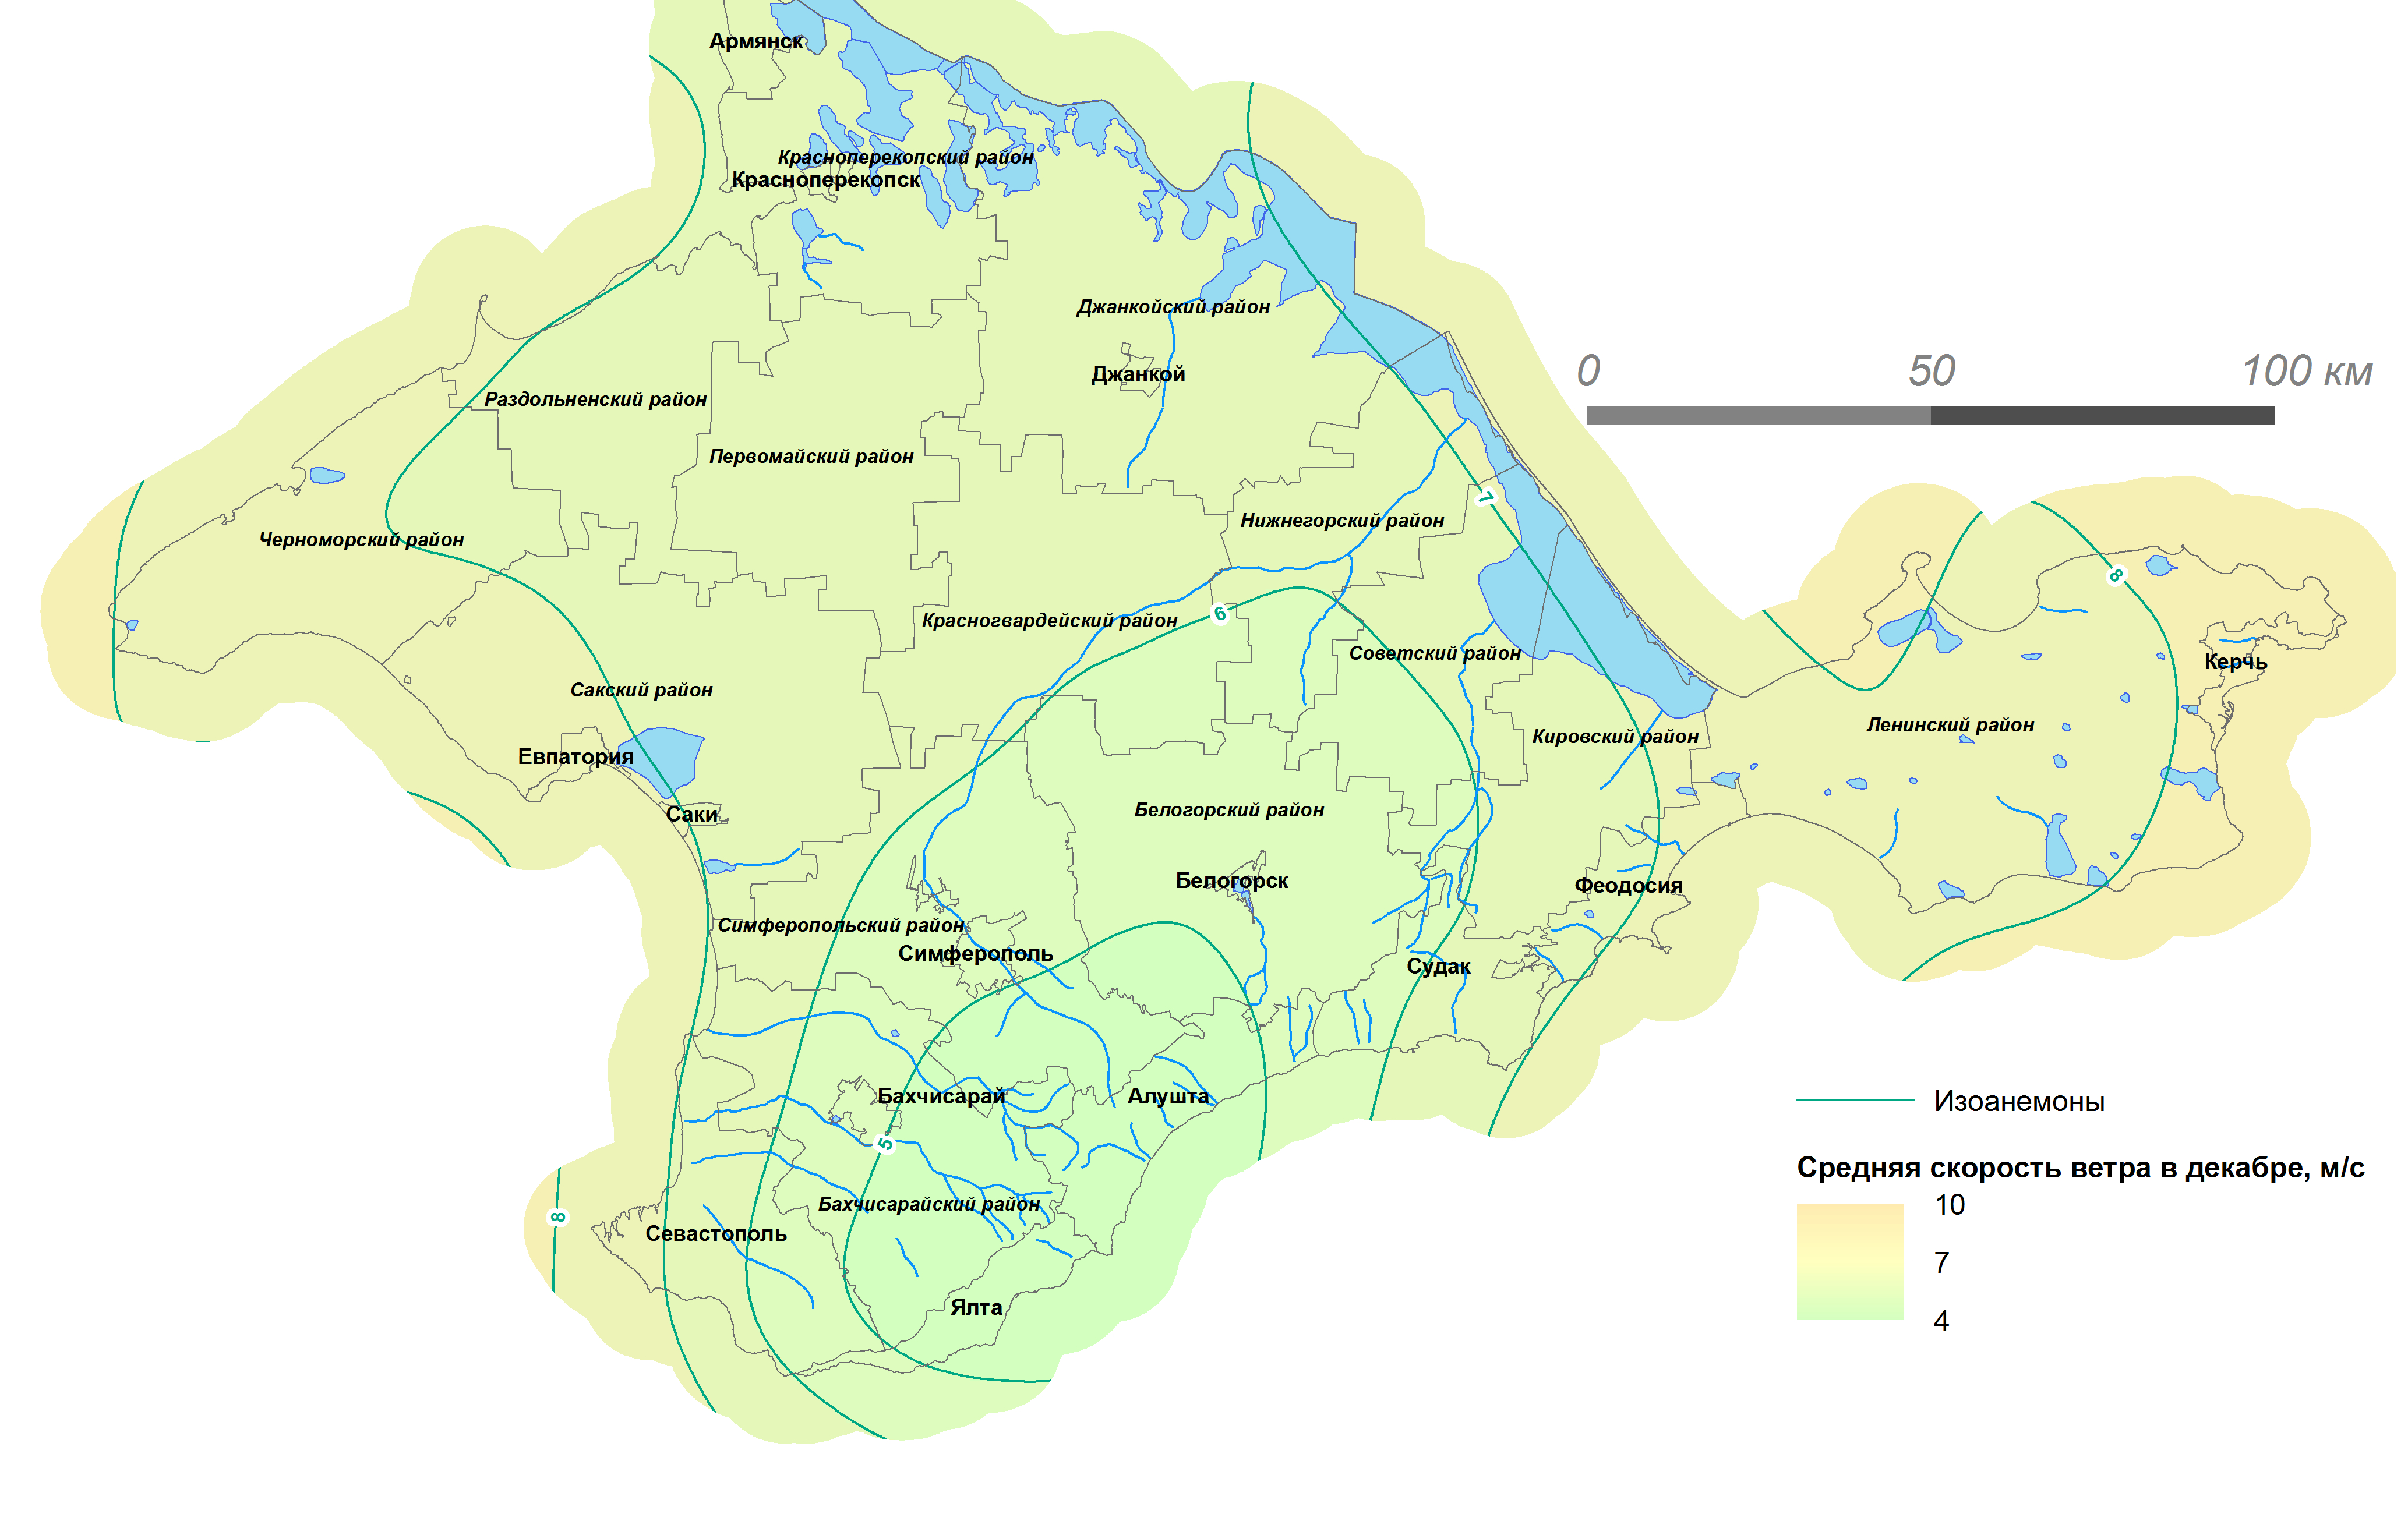 Армянск
Красноперекопский район
Красноперекопск
Джанкойский район
0
50
100 км
Джанкой
Раздольненский район
Первомайский район
7
Нижнегорский район
Черноморский район
8
6
Красногвардейский район
Советский район
Керчь
Сакский район
Ленинский район
Кировский район
Евпатория
Саки
Белогорский район
Белогорск
Феодосия
Симферопольский район
Симферополь
Судак
Бахчисарай
Алушта
Изоанемоны
5
Средняя скорость ветра в декабре, м/с
Бахчисарайский район
10
8
Севастополь
7
Ялта
4